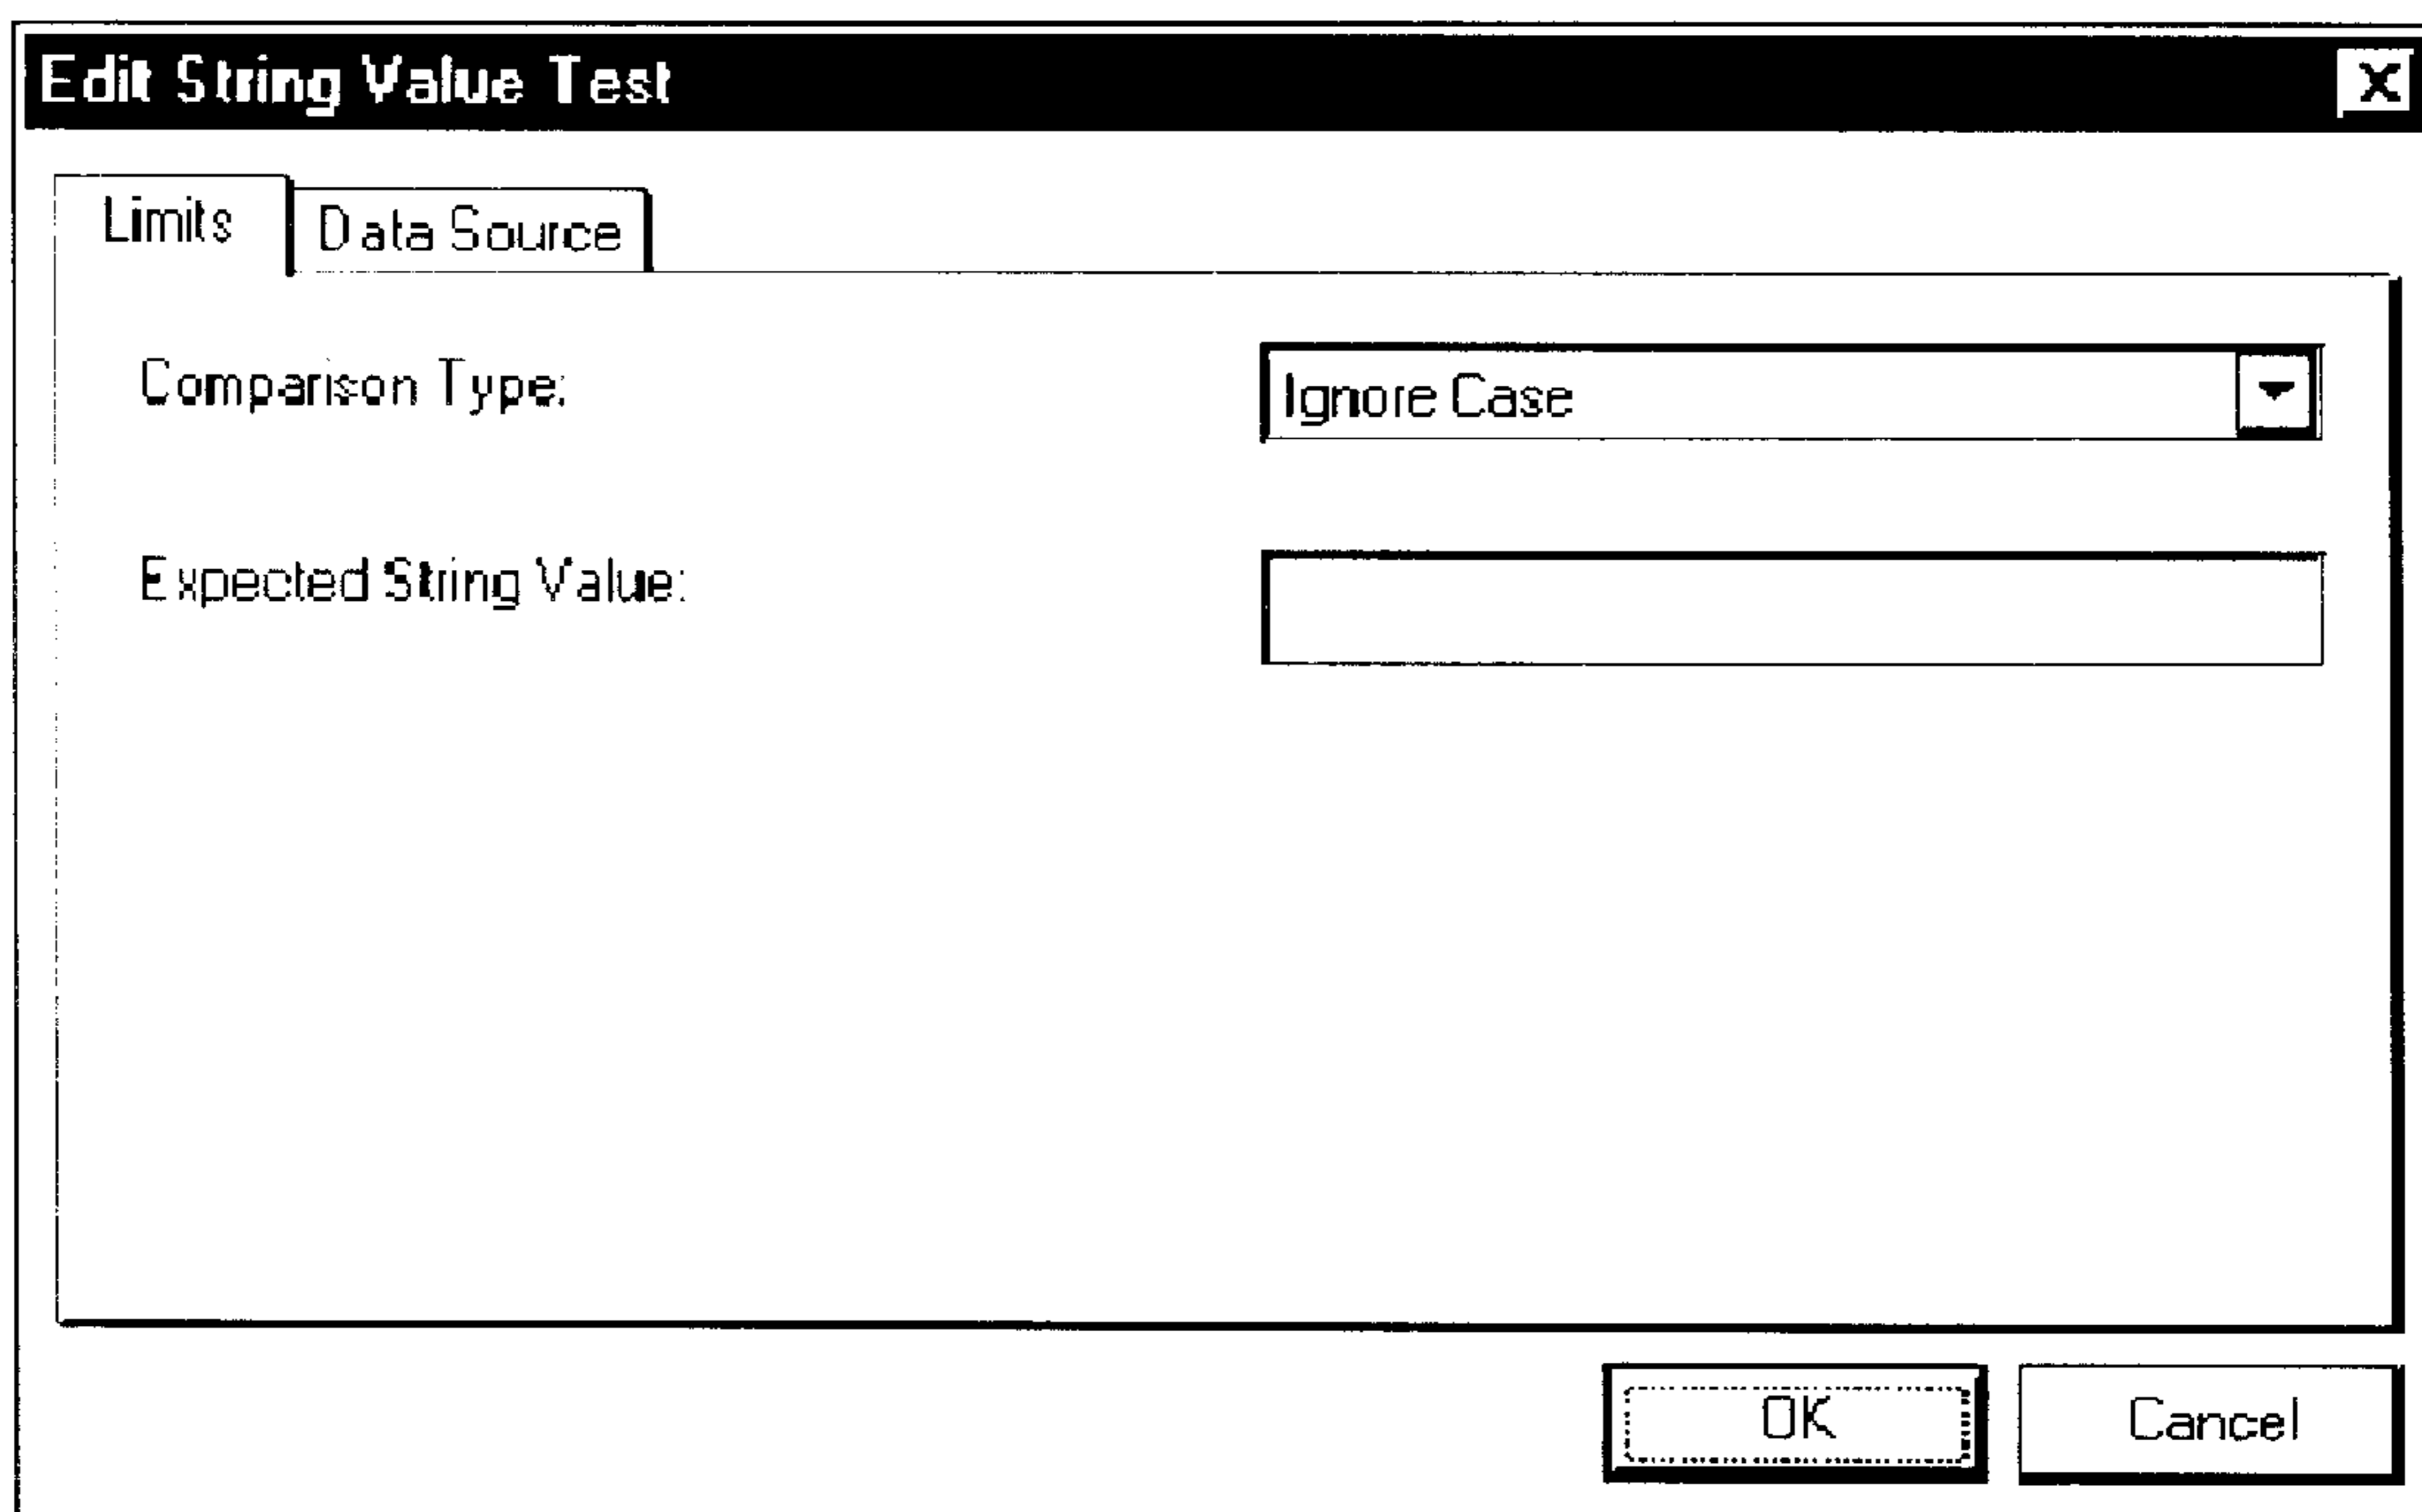 Edit String Value Test X
Limits Data Source
Comparison Type: Ignore Case
Expected String Value:
OK Cancel